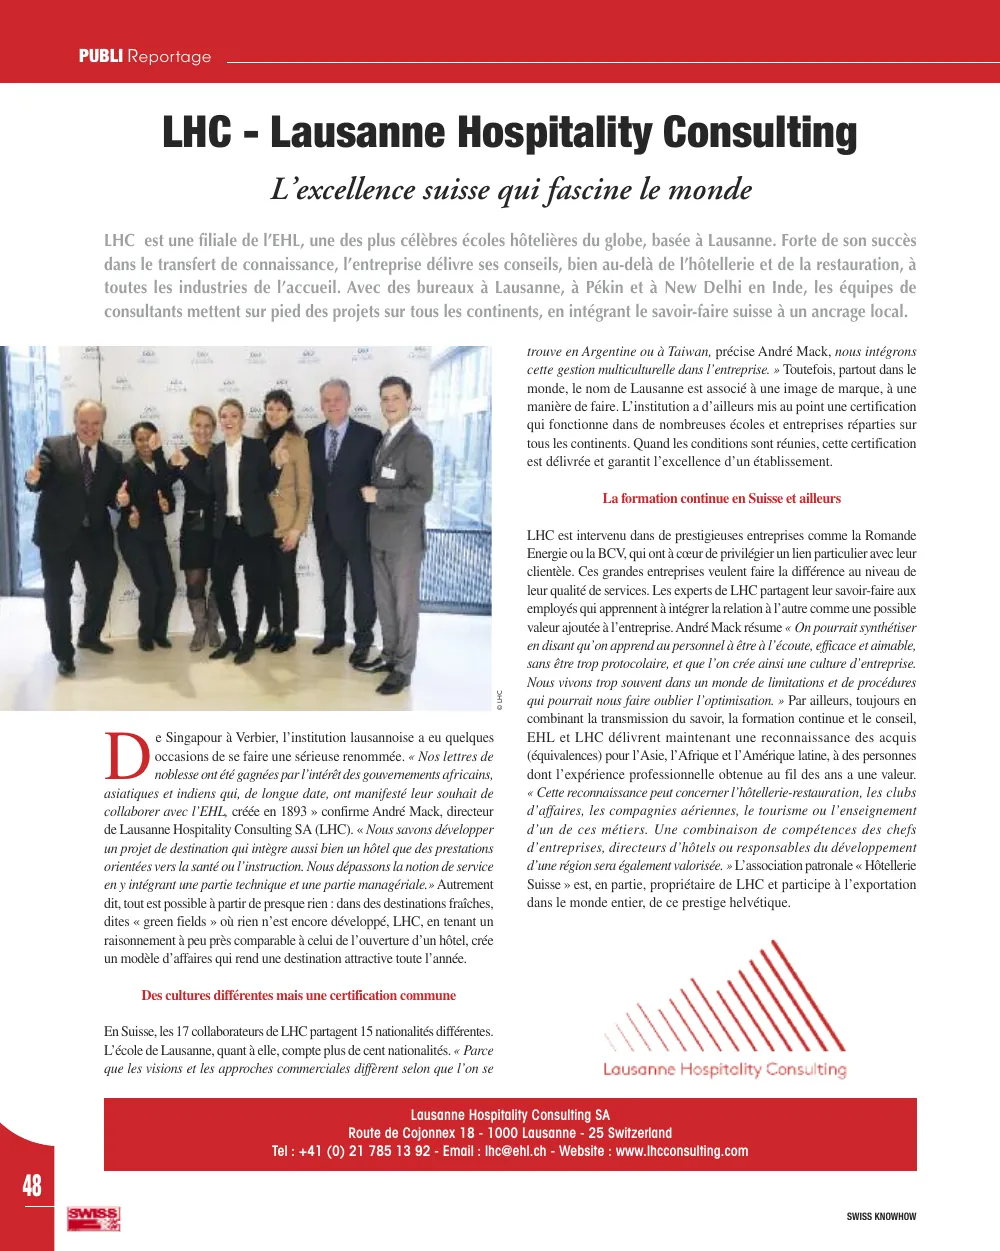 PUBLI Reportage
LHC - Lausanne Hospitality Consulting
L’excellence suisse qui fascine le monde
LHC est une filiale de l’EHL, une des plus célèbres écoles hôtelières du globe, basée à Lausanne. Forte de son succès
dans le transfert de connaissance, l’entreprise délivre ses conseils, bien au-delà de l’hôtellerie et de la restauration, à
toutes les industries de l’accueil. Avec des bureaux à Lausanne, à Pékin et à New Delhi en Inde, les équipes de
consultants mettent sur pied des projets sur tous les continents, en intégrant le savoir-faire suisse à un ancrage local.
© LHC
De Singapour à Verbier, l’institution lausannoise a eu quelques
occasions de se faire une sérieuse renommée. « Nos lettres de
noblesse ont été gagnées par l’intérêt des gouvernements africains,
asiatiques et indiens qui, de longue date, ont manifesté leur souhait de
collaborer avec l’EHL, créée en 1893 » confirme André Mack, directeur
de Lausanne Hospitality Consulting SA (LHC). « Nous savons développer
un projet de destination qui intègre aussi bien un hôtel que des prestations
orientées vers la santé ou l’instruction. Nous dépassons la notion de service
en y intégrant une partie technique et une partie managériale.» Autrement
dit, tout est possible à partir de presque rien : dans des destinations fraîches,
dites « green fields » où rien n’est encore développé, LHC, en tenant un
raisonnement à peu près comparable à celui de l’ouverture d’un hôtel, crée
un modèle d’affaires qui rend une destination attractive toute l’année.
Des cultures différentes mais une certification commune
En Suisse, les 17 collaborateurs de LHC partagent 15 nationalités différentes.
L’école de Lausanne, quant à elle, compte plus de cent nationalités. « Parce
que les visions et les approches commerciales diffèrent selon que l’on se
trouve en Argentine ou à Taiwan, précise André Mack, nous intégrons
cette gestion multiculturelle dans l’entreprise. » Toutefois, partout dans le
monde, le nom de Lausanne est associé à une image de marque, à une
manière de faire. L’institution a d’ailleurs mis au point une certification
qui fonctionne dans de nombreuses écoles et entreprises réparties sur
tous les continents. Quand les conditions sont réunies, cette certification
est délivrée et garantit l’excellence d’un établissement.
La formation continue en Suisse et ailleurs
LHC est intervenu dans de prestigieuses entreprises comme la Romande
Energie ou la BCV, qui ont à cœur de privilégier un lien particulier avec leur
clientèle. Ces grandes entreprises veulent faire la différence au niveau de
leur qualité de services. Les experts de LHC partagent leur savoir-faire aux
employés qui apprennent à intégrer la relation à l’autre comme une possible
valeur ajoutée à l’entreprise. André Mack résume « On pourrait synthétiser
en disant qu’on apprend au personnel à être à l’écoute, efficace et aimable,
sans être trop protocolaire, et que l’on crée ainsi une culture d’entreprise.
Nous vivons trop souvent dans un monde de limitations et de procédures
qui pourrait nous faire oublier l’optimisation. » Par ailleurs, toujours en
combinant la transmission du savoir, la formation continue et le conseil,
EHL et LHC délivrent maintenant une reconnaissance des acquis
(équivalences) pour l’Asie, l’Afrique et l’Amérique latine, à des personnes
dont l’expérience professionnelle obtenue au fil des ans a une valeur.
« Cette reconnaissance peut concerner l’hôtellerie-restauration, les clubs
d’affaires, les compagnies aériennes, le tourisme ou l’enseignement
d’un de ces métiers. Une combinaison de compétences des chefs
d’entreprises, directeurs d’hôtels ou responsables du développement
d’une région sera également valorisée. » L’association patronale « Hôtellerie
Suisse » est, en partie, propriétaire de LHC et participe à l’exportation
dans le monde entier, de ce prestige helvétique.
Lausanne Hospitality Consulting
Lausanne Hospitality Consulting SA
Route de Cojonnex 18 - 1000 Lausanne - 25 Switzerland
Tel : +41 (0) 21 785 13 92 - Email : lhc@ehl.ch - Website : www.lhcconsulting.com
48
SWISS
SWISS KNOWHOW